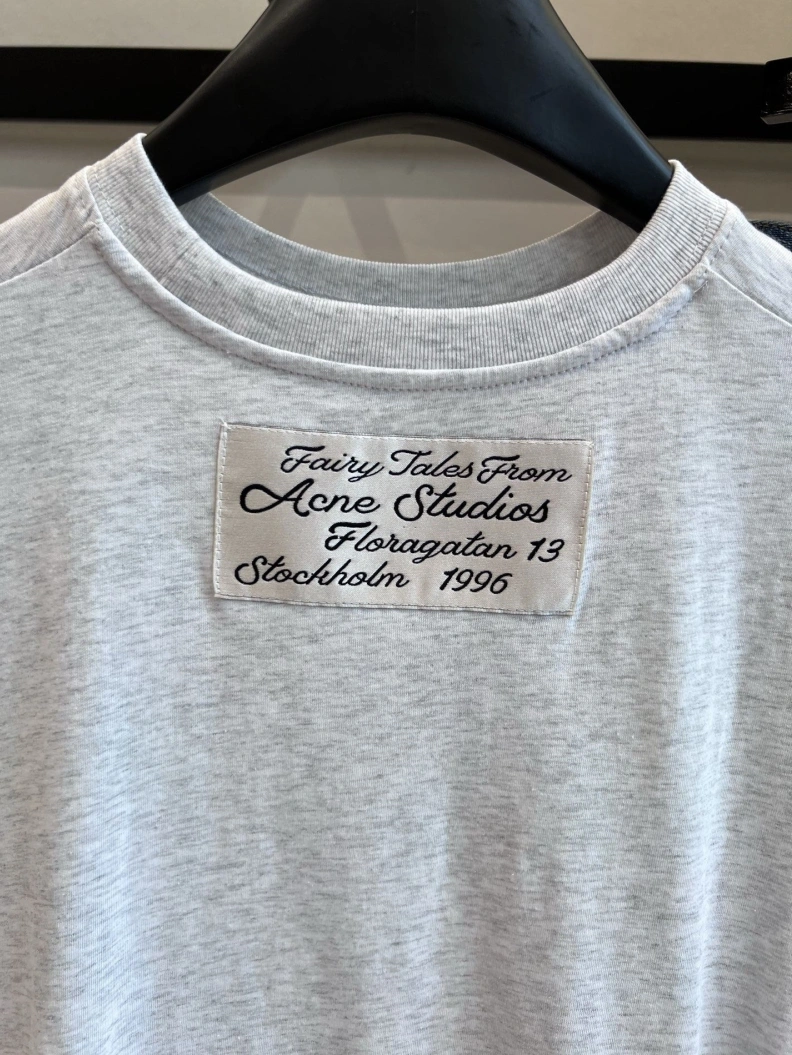 Fairy Tales From
Acne Studios
Floragatan 13
Stockholm 1996